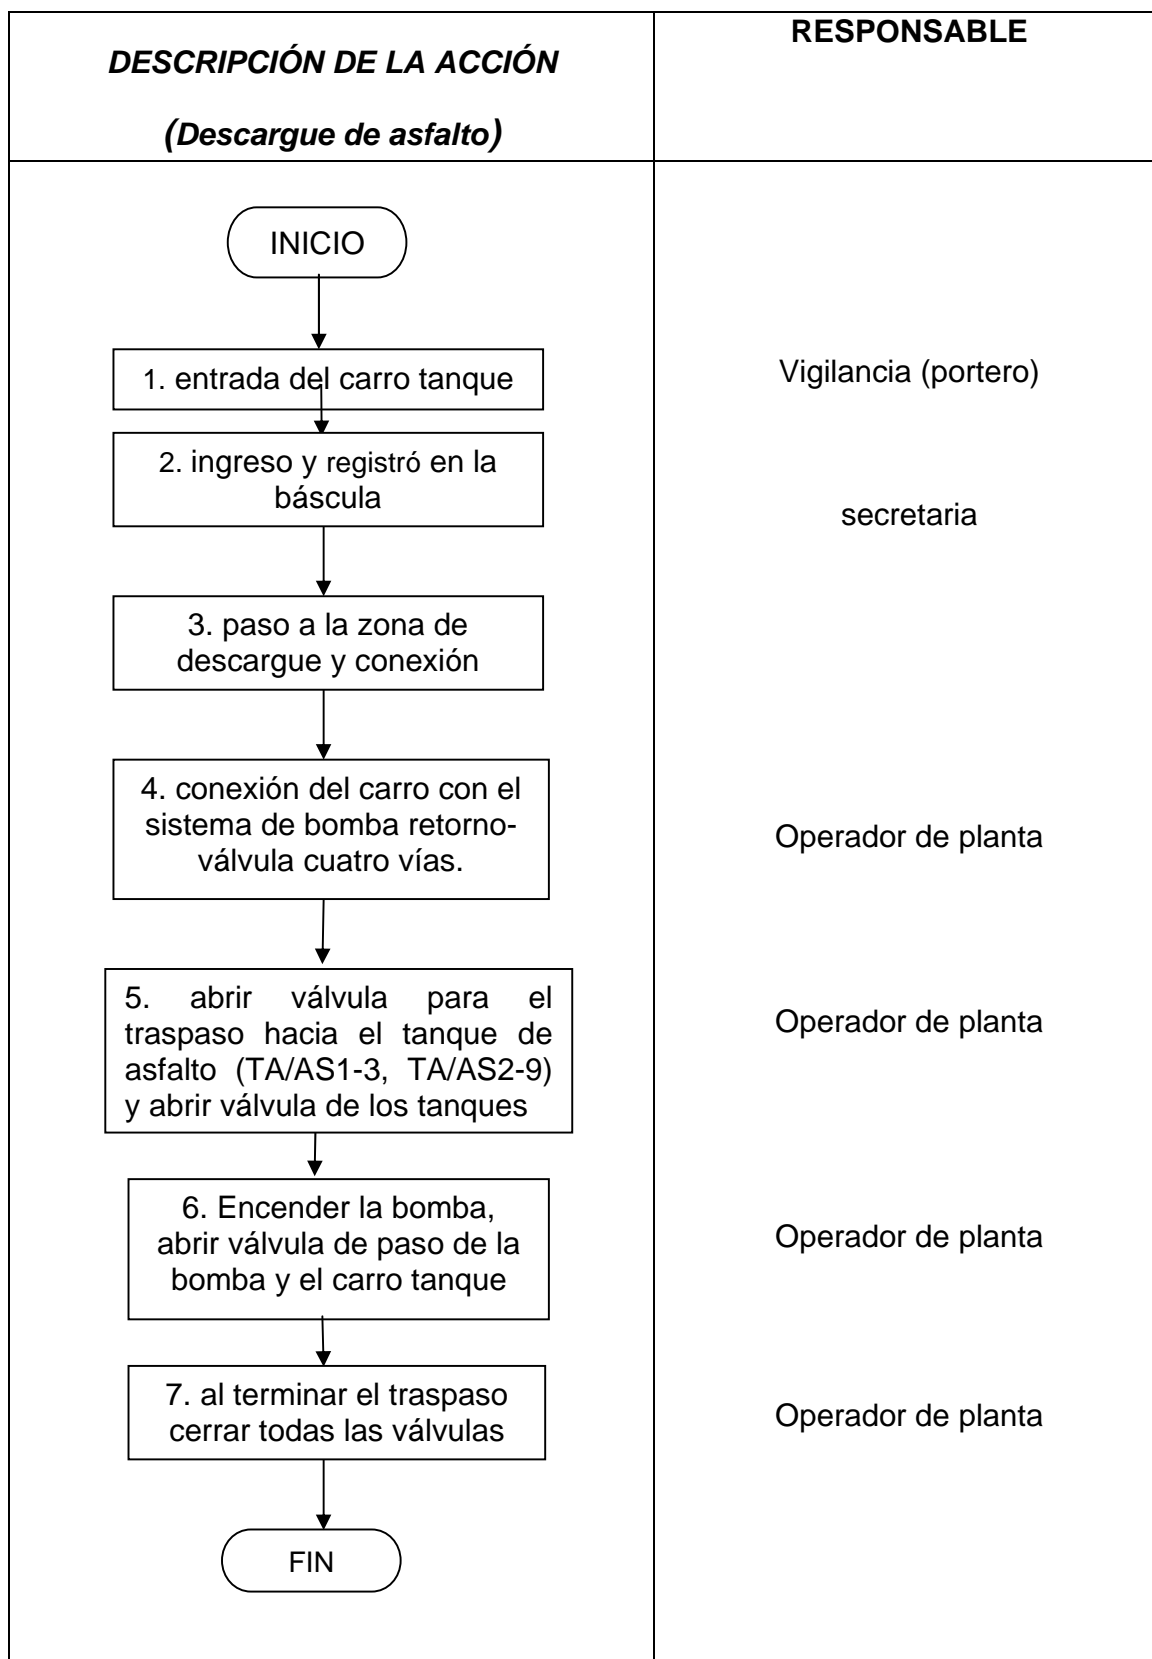 DESCRIPCIÓN DE LA ACCIÓN
(Descargue de asfalto)
RESPONSABLE
INICIO
1. entrada del carro tanque
Vigilancia (portero)
2. ingreso y registró en la
báscula
secretaria
3. paso a la zona de
descargue y conexión
4. conexión del carro con el
sistema de bomba retorno-
válvula cuatro vías.
Operador de planta
5. abrir válvula para el
traspaso hacia el tanque de
asfalto (TA/AS1-3, TA/AS2-9)
y abrir válvula de los tanques
Operador de planta
6. Encender la bomba,
abrir válvula de paso de la
bomba y el carro tanque
Operador de planta
7. al terminar el traspaso
cerrar todas las válvulas
Operador de planta
FIN